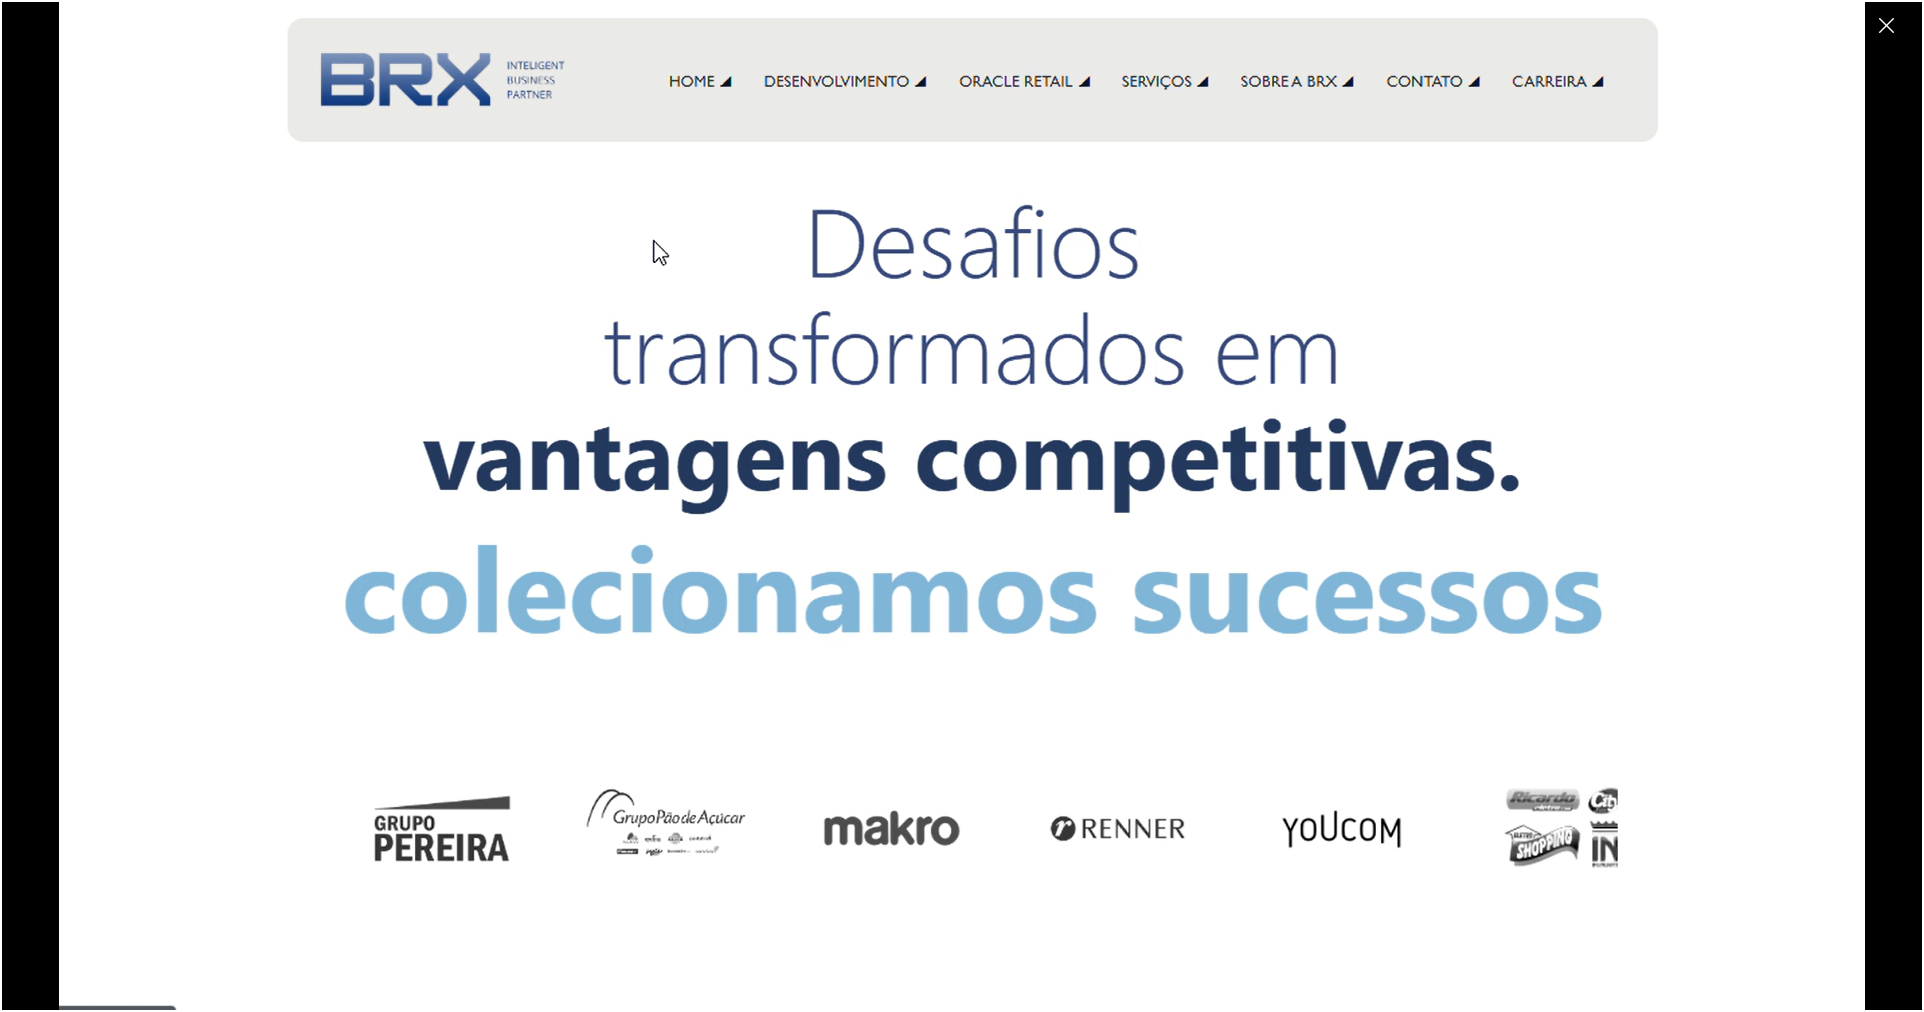 BRX
INTELIGENT
BUSINESS
PARTNER
HOME
DESENVOLVIMENTO
ORACLE RETAIL
SERVIÇOS
SOBRE A BRX
CONTATO
CARREIRA
Desafios
transformados em
vantagens competitivas.
colecionamos sucessos
GRUPO
PEREIRA
GrupoPãodeAçúcar
makro
RENNER
YOUCOM
Ricardo
City
SHOPPING
IN